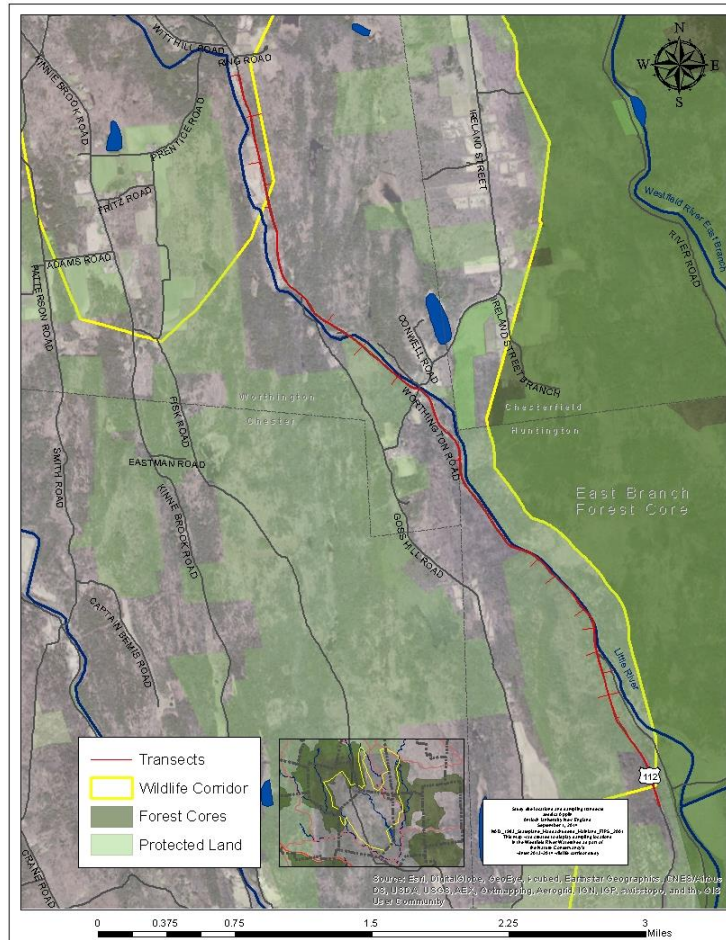 N
W E
S
WITT HILL ROAD
RING ROAD
KINNIE BROOK ROAD
PRENTICE ROAD
IRELAND STREET
FRITZ ROAD
Westfield River East Branch
RIVER ROAD
ADAMS ROAD
PATTERSON ROAD
CONWELL ROAD
IRELAND STREET BRANCH
Worthington
Chester
WORTHINGTON ROAD
Chesterfield
Huntington
FISK ROAD
SMITH ROAD
EASTMAN ROAD
KINNE BROOK ROAD
East Branch
Forest Core
GOSS HILL ROAD
CAPTAIN BEMIS ROAD
Little River
Transects
Wildlife Corridor
Forest Cores
Protected Land
112
CRANE ROAD
Source: Esri, DigitalGlobe, GeoEye, i-cubed, Earthstar Geographics, CNES/Airbus
DS, USDA, USGS, AEX, Getmapping, Aerogrid, IGN, IGP, swisstopo, and the GIS
User Community
0 0.375 0.75 1.5 2.25 3
Miles